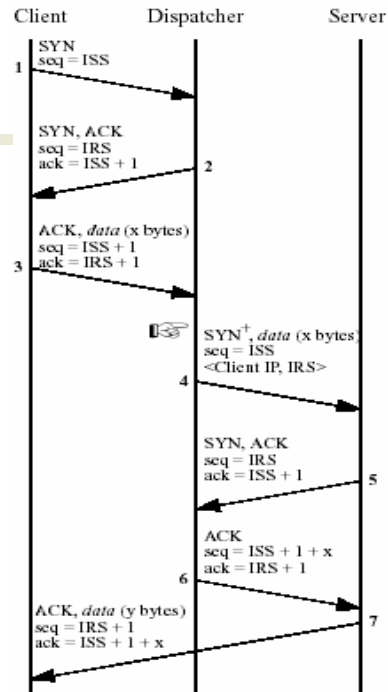 Client Dispatcher Server
SYN
seq = ISS
1
SYN, ACK
seq = IRS
ack = ISS + 1
2
ACK, data (x bytes)
seq = ISS + 1
ack = IRS + 1
3
SYN+, data (x bytes)
seq = ISS
<Client IP, IRS>
4
SYN, ACK
seq = IRS
ack = ISS + 1
5
ACK
seq = ISS + 1 + x
ack = IRS + 1
6
7
ACK, data (y bytes)
seq = IRS + 1
ack = ISS + 1 + x